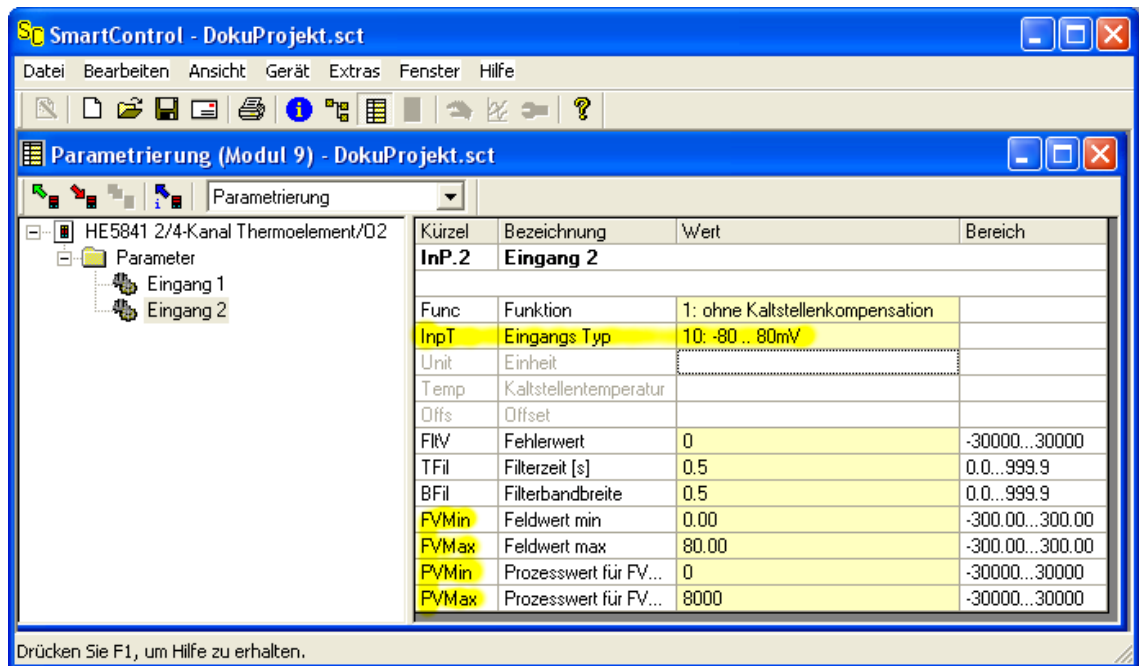 SmartControl - DokuProjekt.sct
Datei Bearbeiten Ansicht Gerät Extras Fenster Hilfe
Parametrierung (Modul 9) - DokuProjekt.sct
Parametrierung
HE5841 2/4-Kanal Thermoelement/O2
Parameter
Eingang 1
Eingang 2
Kürzel Bezeichnung Wert Bereich
InP.2 Eingang 2
Func Funktion 1: ohne Kaltstellenkompensation
InpT Eingangs Typ 10: -80 .. 80mV
Unit Einheit
Temp Kaltstellentemperatur
Offs Offset
FltV Fehlerwert 0 -30000...30000
TFil Filterzeit [s] 0.5 0.0...999.9
BFil Filterbandbreite 0.5 0.0...999.9
FVMin Feldwert min 0.00 -300.00...300.00
FVMax Feldwert max 80.00 -300.00...300.00
PVMin Prozesswert für FV... 0 -30000...30000
PVMax Prozesswert für FV... 8000 -30000...30000
Drücken Sie F1, um Hilfe zu erhalten.